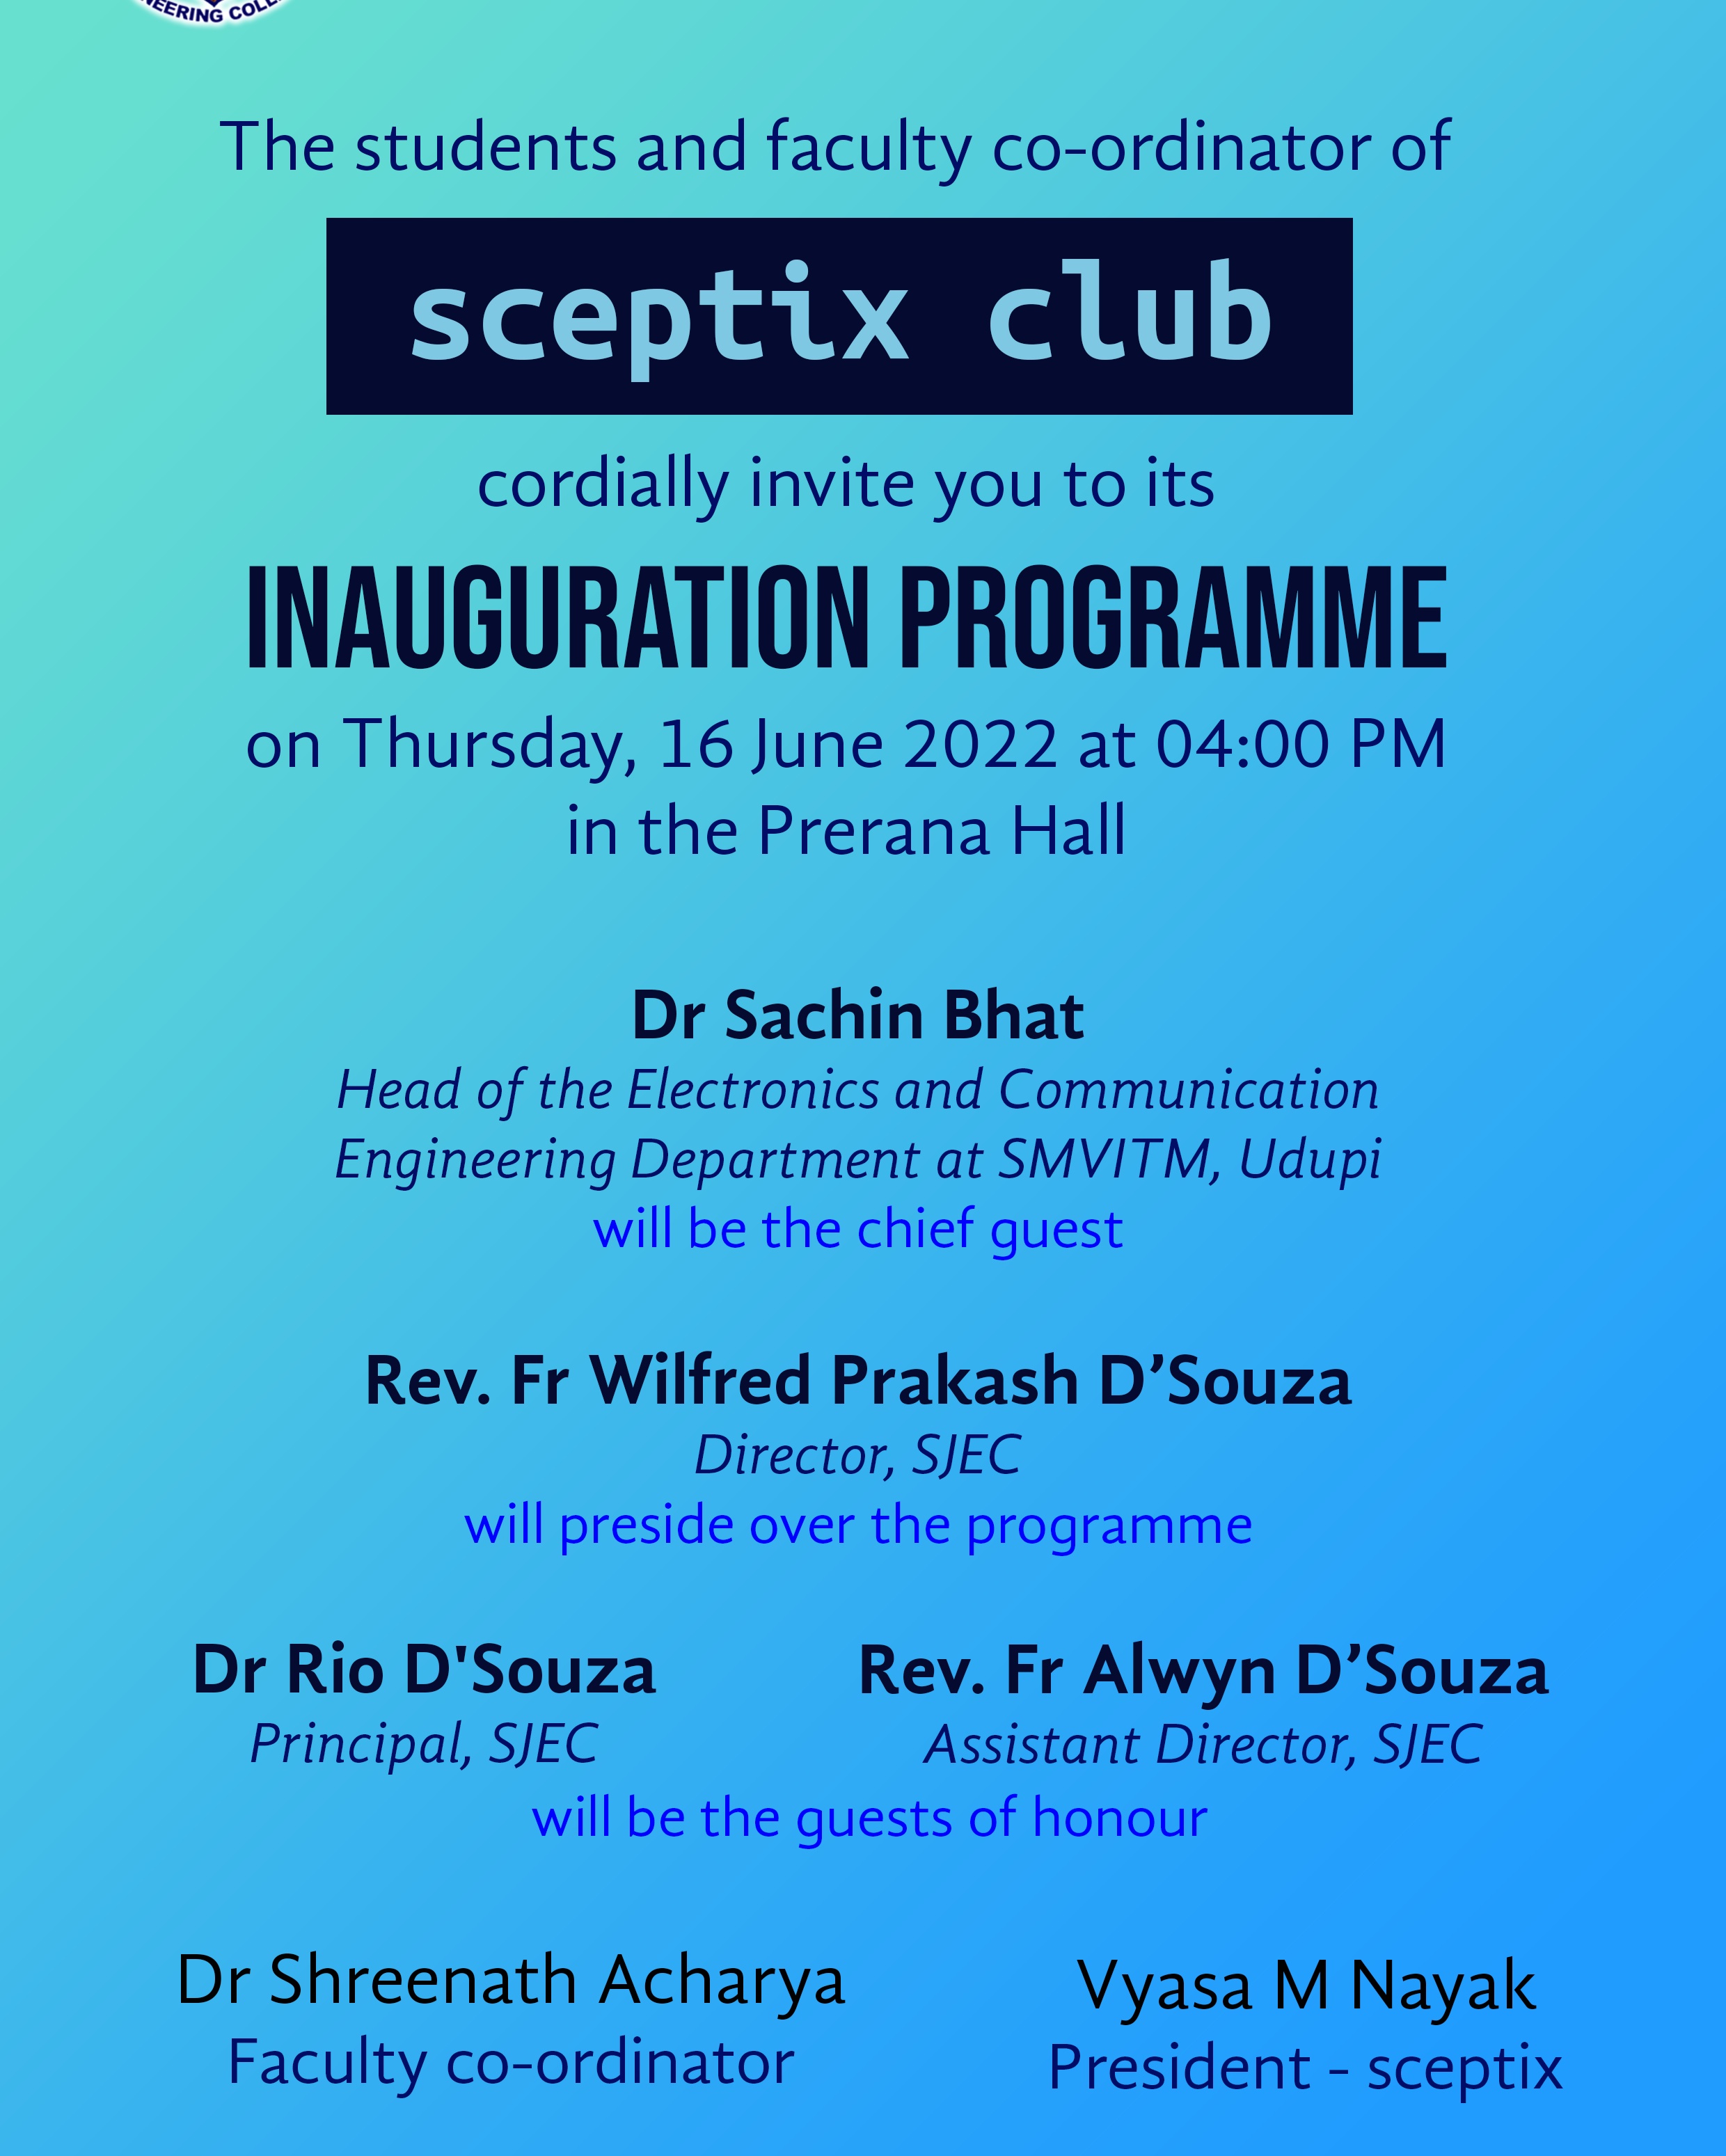 ENGINEERING COLLEGE
The students and faculty co-ordinator of
sceptix club
cordially invite you to its
INAUGURATION PROGRAMME
on Thursday, 16 June 2022 at 04:00 PM
in the Prerana Hall
Dr Sachin Bhat
Head of the Electronics and Communication
Engineering Department at SMVITM, Udupi
will be the chief guest
Rev. Fr Wilfred Prakash D’Souza
Director, SJEC
will preside over the programme
Dr Rio D'Souza
Principal, SJEC
Rev. Fr Alwyn D’Souza
Assistant Director, SJEC
will be the guests of honour
Dr Shreenath Acharya
Faculty co-ordinator
Vyasa M Nayak
President - sceptix